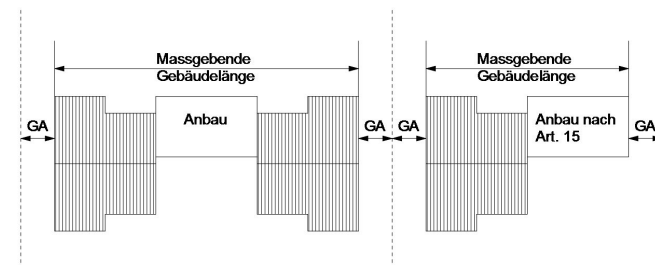 Massgebende
Gebäudelänge
Massgebende
Gebäudelänge
GA
Anbau
GA
GA
Anbau nach
Art. 15
GA